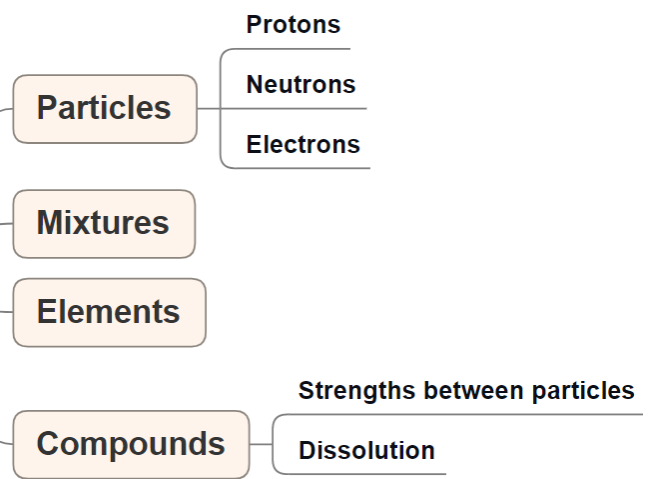 Particles
Protons
Neutrons
Electrons
Mixtures
Elements
Compounds
Strengths between particles
Dissolution